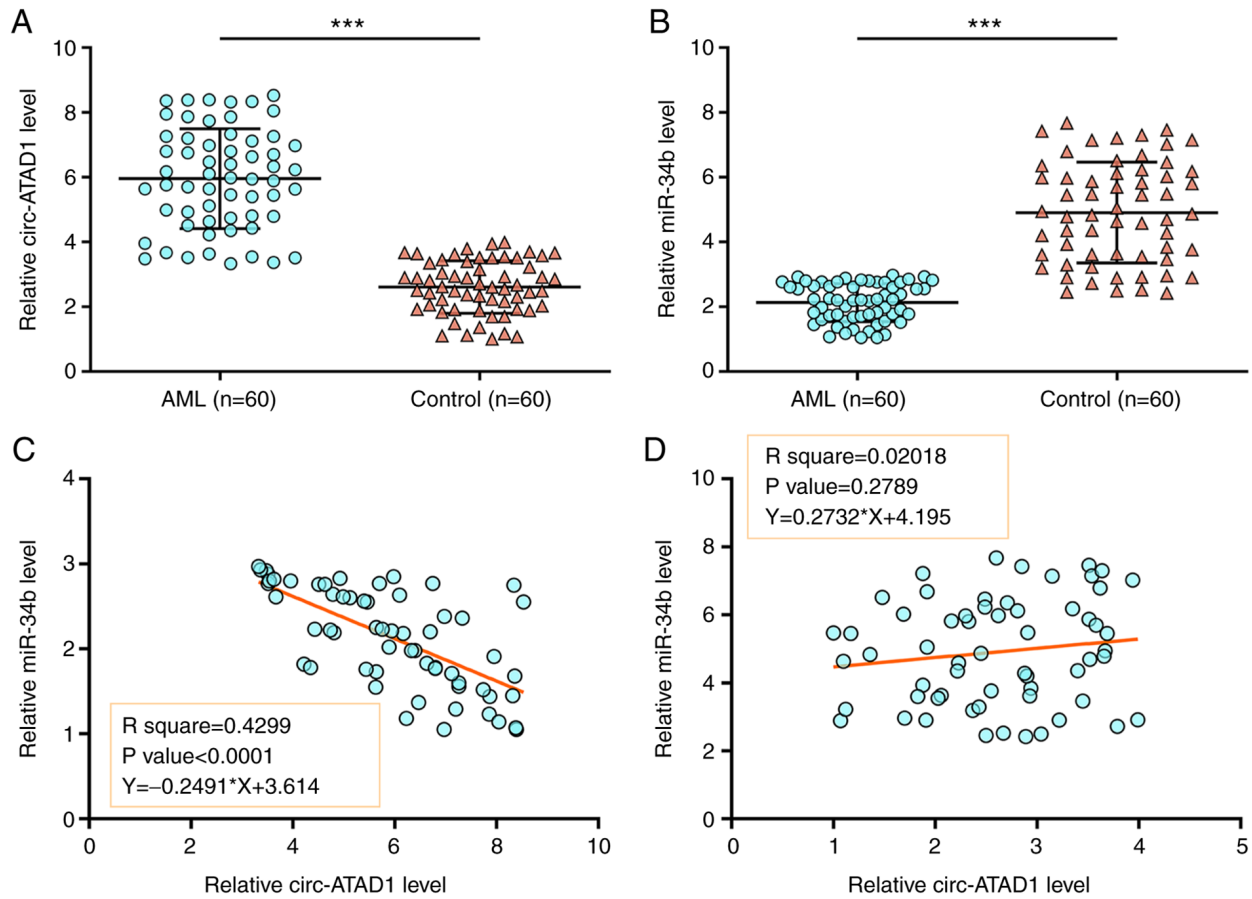 A
***
Relative circ-ATAD1 level
10
8
6
4
2
0
AML (n=60)
Control (n=60)
B
***
Relative miR-34b level
10
8
6
4
2
0
AML (n=60)
Control (n=60)
C
Relative miR-34b level
4
3
2
1
0
R square=0.4299
P value<0.0001
Y=−0.2491*X+3.614
0 2 4 6 8 10
Relative circ-ATAD1 level
D
R square=0.02018
P value=0.2789
Y=0.2732*X+4.195
Relative miR-34b level
10
8
6
4
2
0
0 1 2 3 4 5
Relative circ-ATAD1 level